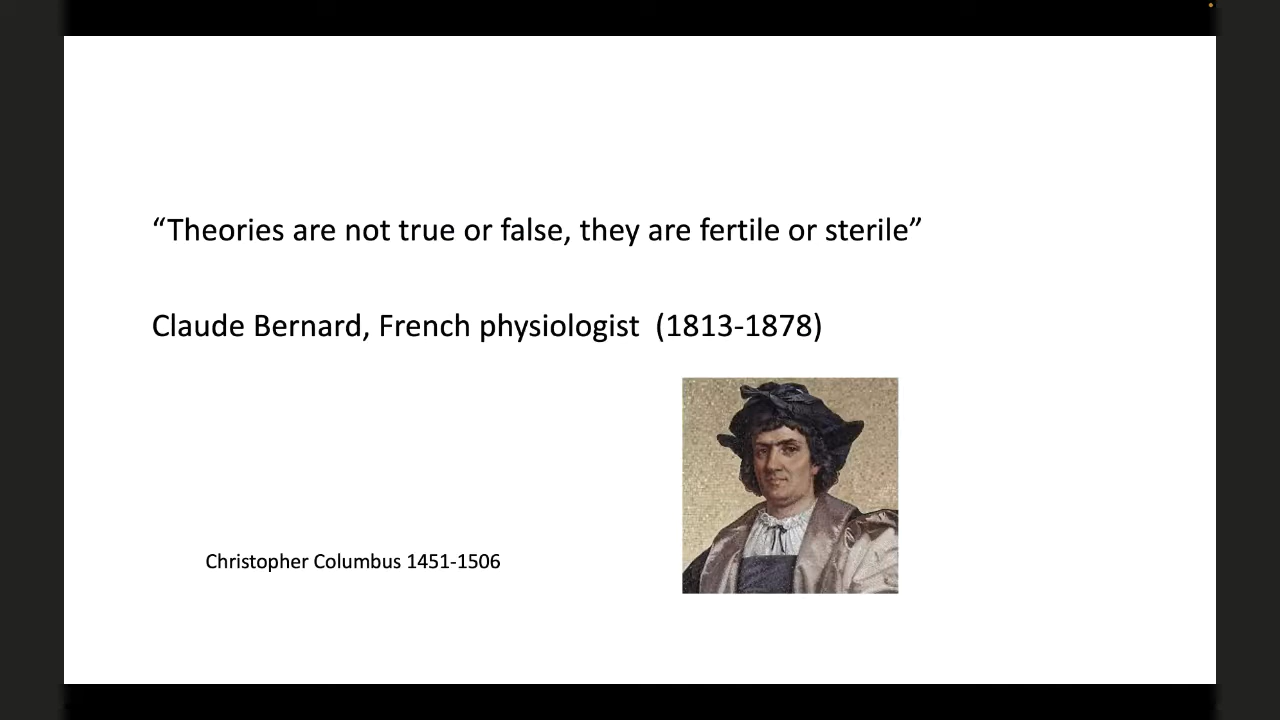 “Theories are not true or false, they are fertile or sterile”
Claude Bernard, French physiologist  (1813-1878)
Christopher Columbus 1451-1506